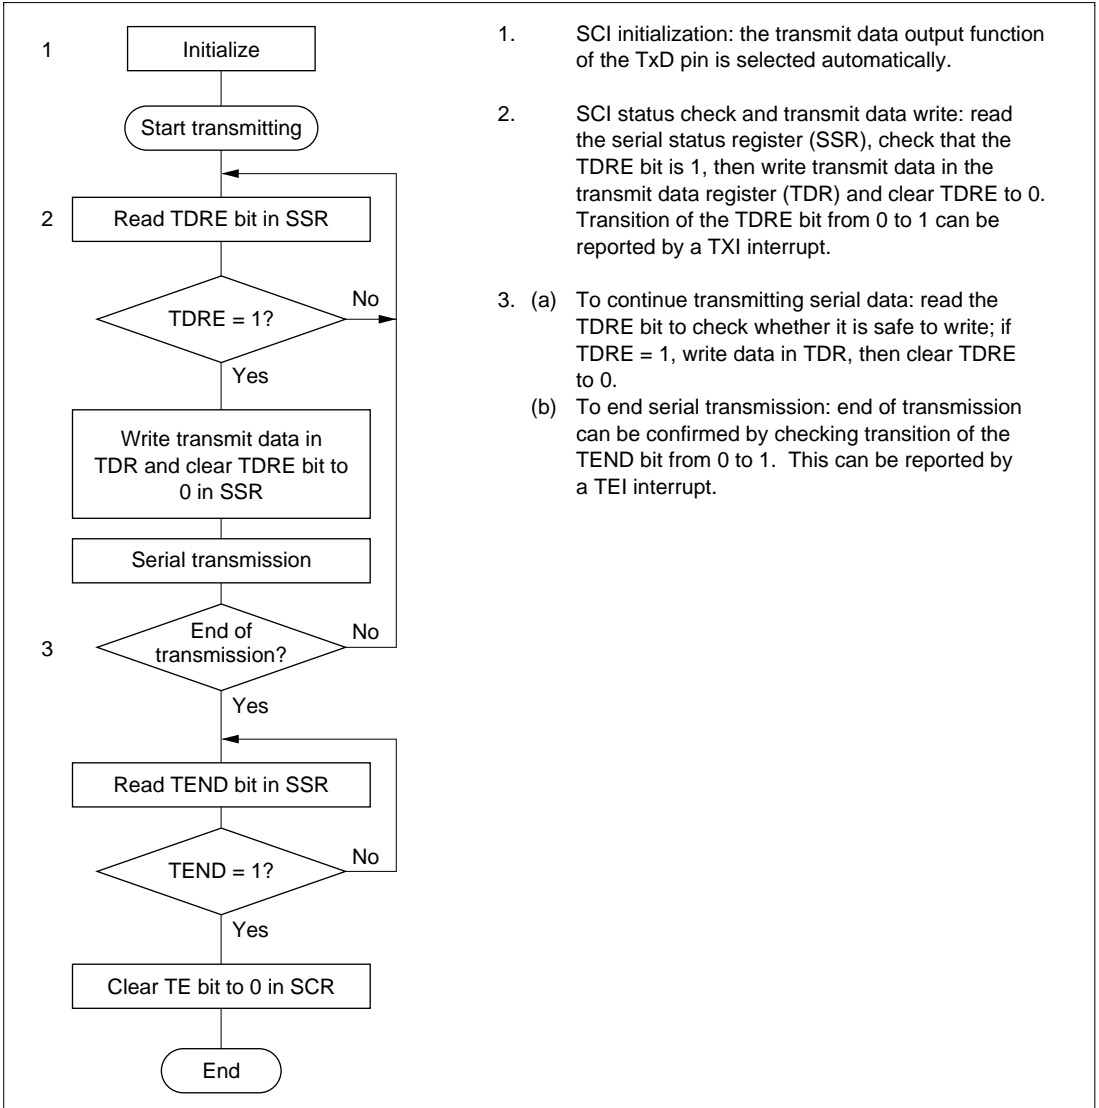 1
Initialize
Start transmitting
2
Read TDRE bit in SSR
TDRE = 1?
No
Yes
Write transmit data in
TDR and clear TDRE bit to
0 in SSR
Serial transmission
3
End of
transmission?
No
Yes
Read TEND bit in SSR
TEND = 1?
No
Yes
Clear TE bit to 0 in SCR
End
1. SCI initialization: the transmit data output function
of the TxD pin is selected automatically.
2. SCI status check and transmit data write: read
the serial status register (SSR), check that the
TDRE bit is 1, then write transmit data in the
transmit data register (TDR) and clear TDRE to 0.
Transition of the TDRE bit from 0 to 1 can be
reported by a TXI interrupt.
3. (a) To continue transmitting serial data: read the
TDRE bit to check whether it is safe to write; if
TDRE = 1, write data in TDR, then clear TDRE
to 0.
(b) To end serial transmission: end of transmission
can be confirmed by checking transition of the
TEND bit from 0 to 1. This can be reported by
a TEI interrupt.